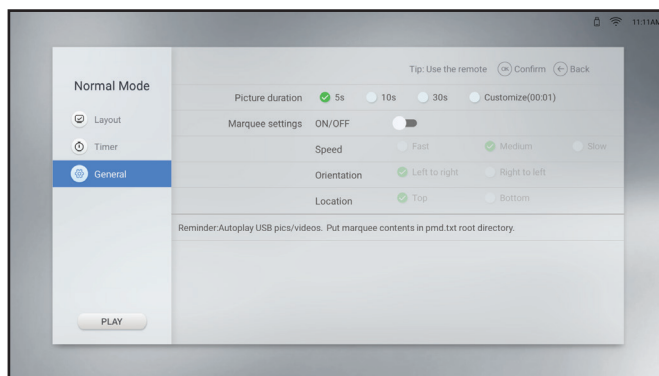 11:11AM
Tip: Use the remote OK Confirm Back
Normal Mode
Picture duration 5s 10s 30s Customize(00:01)
Layout
Marquee settings ON/OFF
Timer
Speed Fast Medium Slow
General
Orientation Left to right Right to left
Location Top Bottom
Reminder:Autoplay USB pics/videos. Put marquee contents in pmd.txt root directory.
PLAY